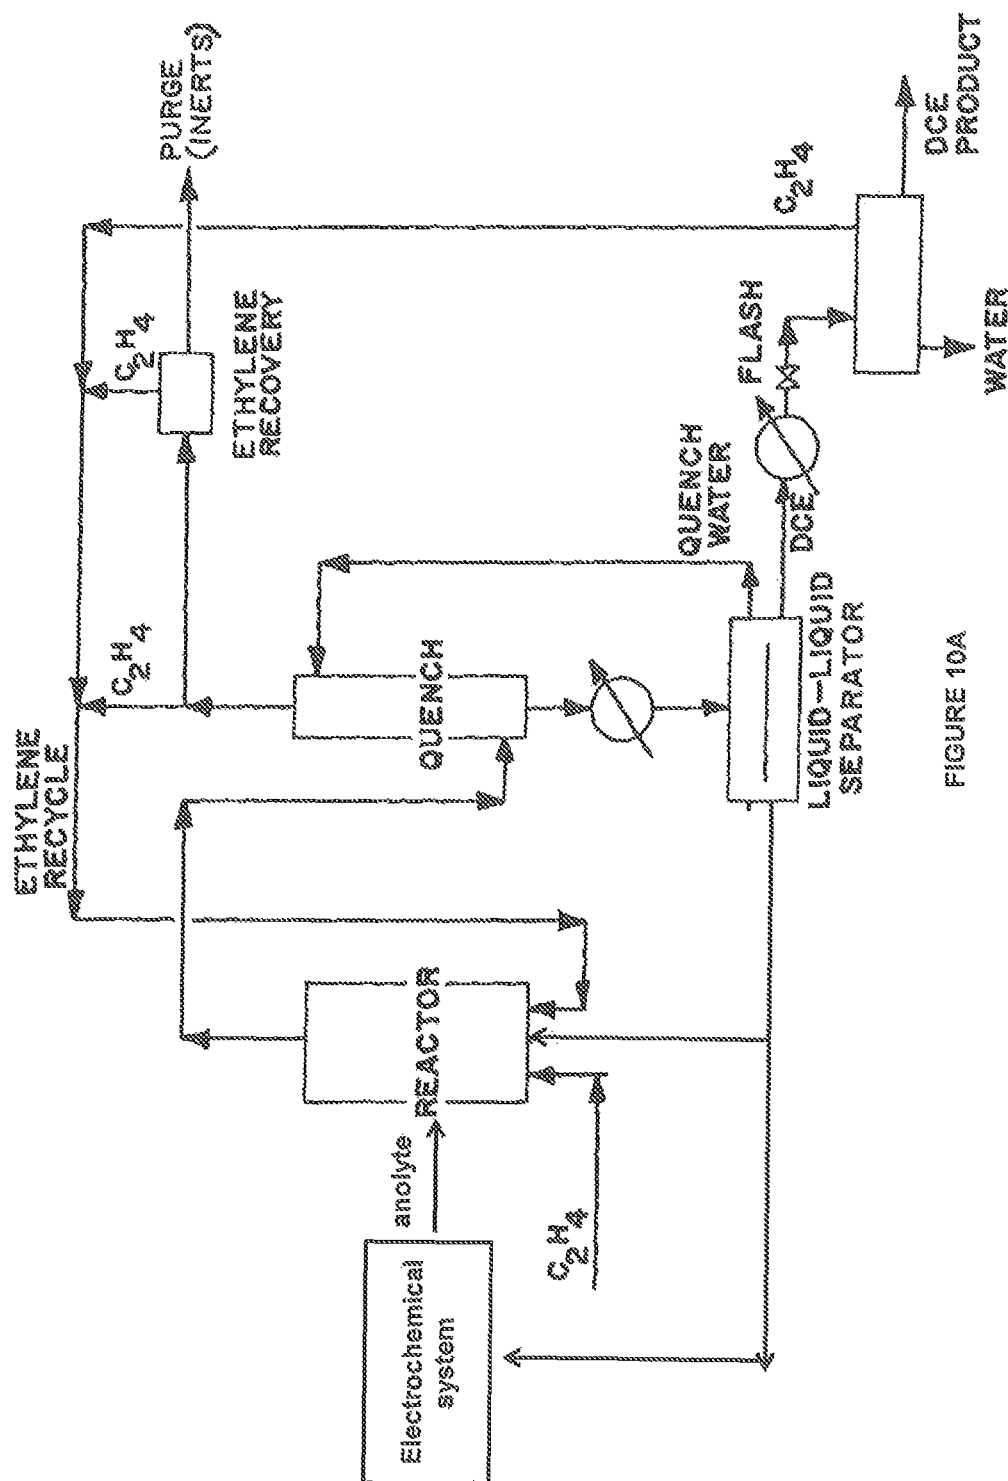 ETHYLENE
RECYCLE
C2H4
C2H4
PURGE
(INERTS)
ETHYLENE
RECOVERY
QUENCH
QUENCH
WATER
C2H4
FLASH
DCE
DCE
PRODUCT
WATER
LIQUID-LIQUID
SEPARATOR
REACTOR
anolyte
Electrochemical
system
C2H4
FIGURE 10A